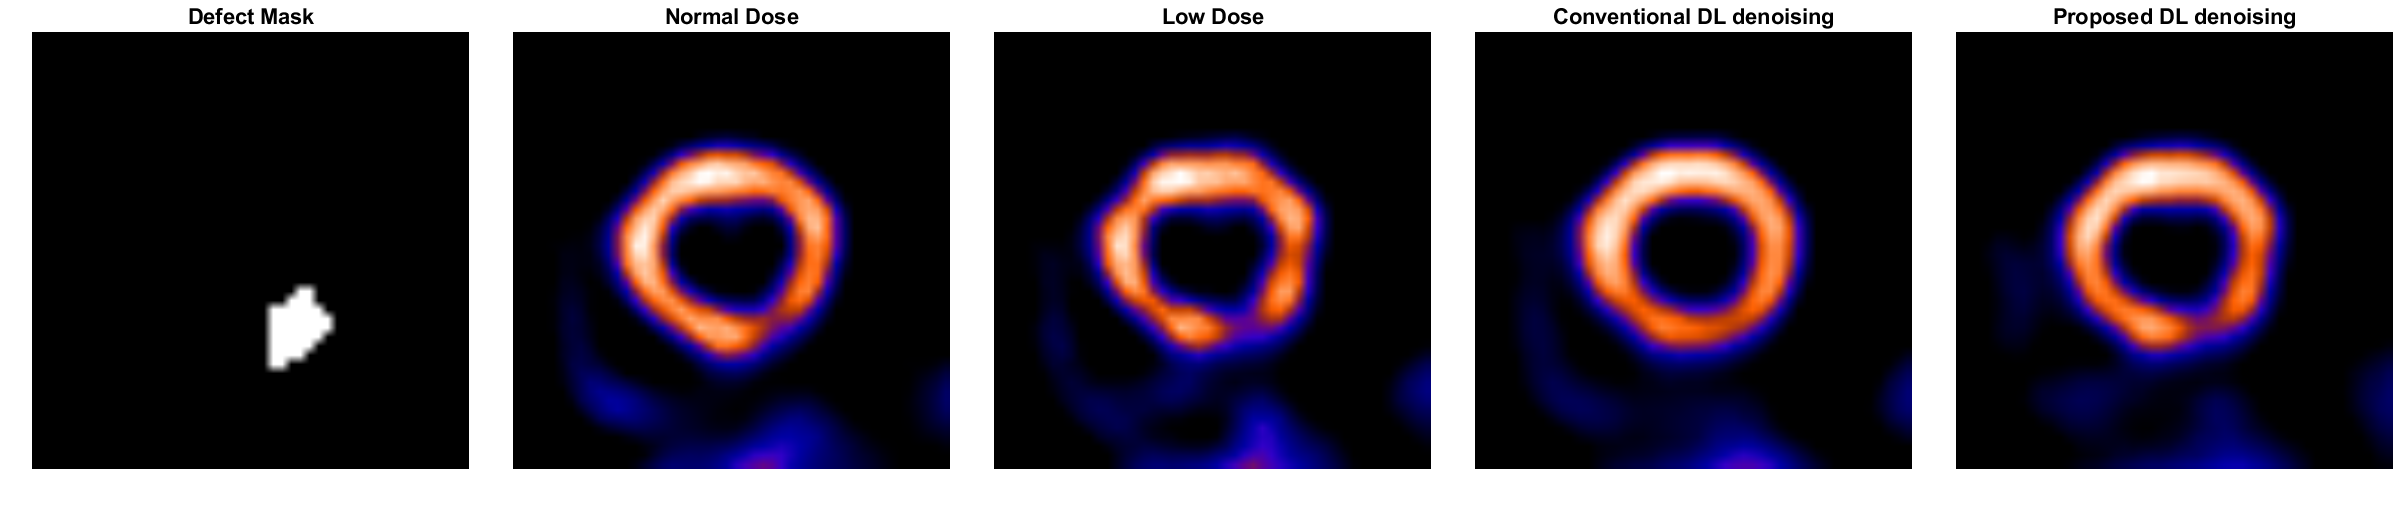 Defect Mask
Normal Dose
Low Dose
Conventional DL denoising
Proposed DL denoising